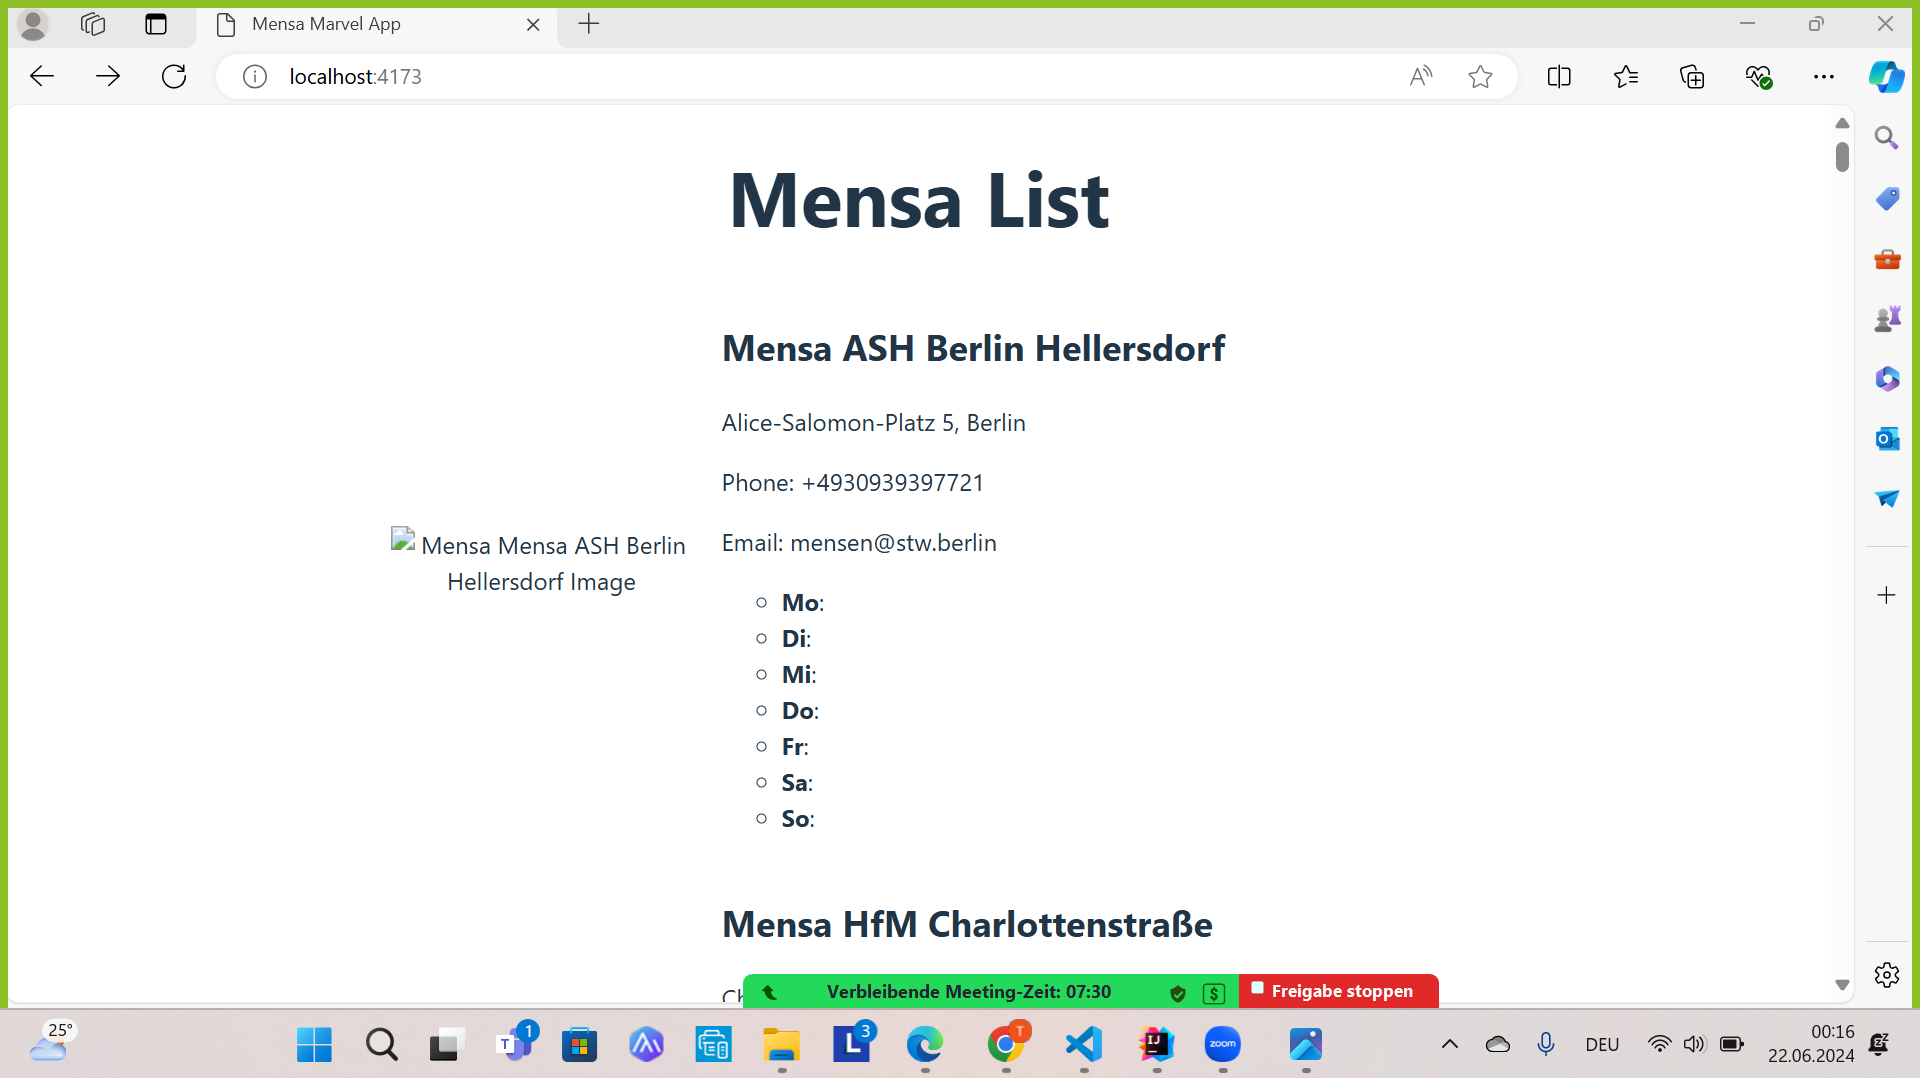 Mensa Marvel App
localhost:4173
Mensa List
Mensa ASH Berlin Hellersdorf
Alice-Salomon-Platz 5, Berlin
Phone: +4930939397721
Email: mensen@stw.berlin
Mensa Mensa ASH Berlin
Hellersdorf Image
Mo:
Di:
Mi:
Do:
Fr:
Sa:
So:
Mensa HfM Charlottenstraße
Verbleibende Meeting-Zeit: 07:30
Freigabe stoppen
25°
1
3
T
zoom
DEU
00:16
22.06.2024